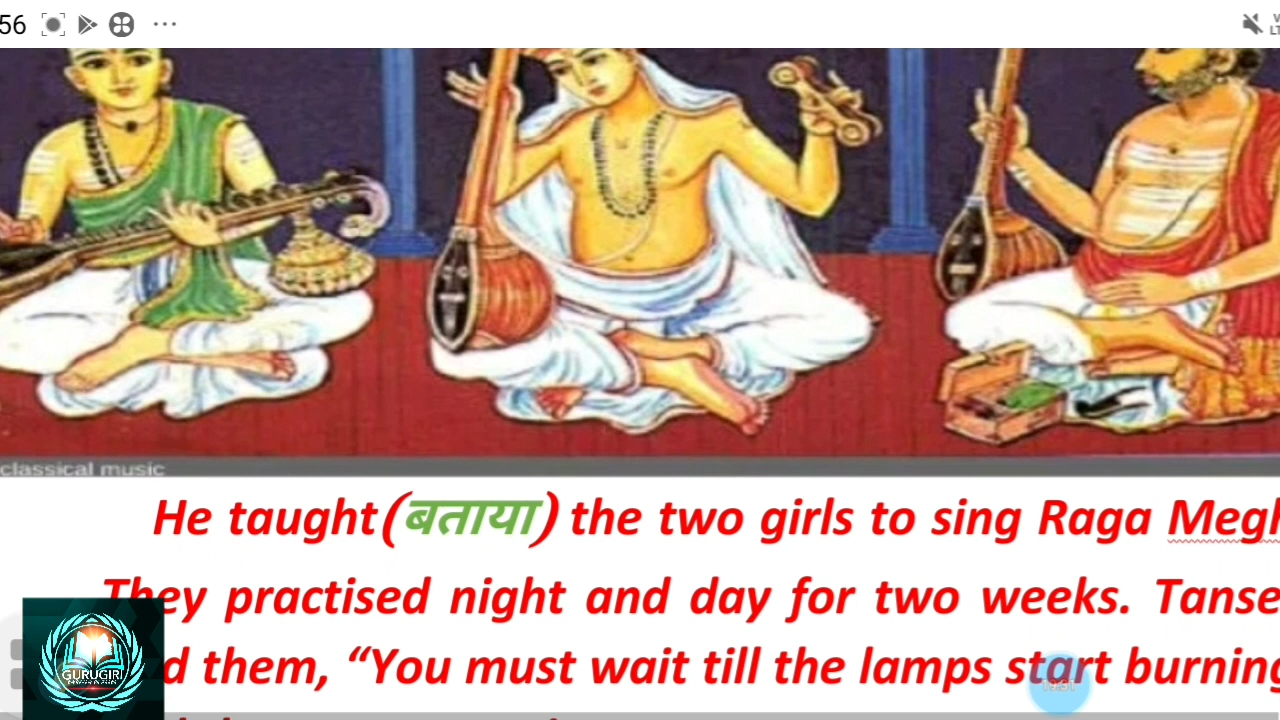 56
classical music
He taught(बताया) the two girls to sing Raga Megh
They practised night and day for two weeks. Tanse
d them, “You must wait till the lamps start burning
GURUGIRI